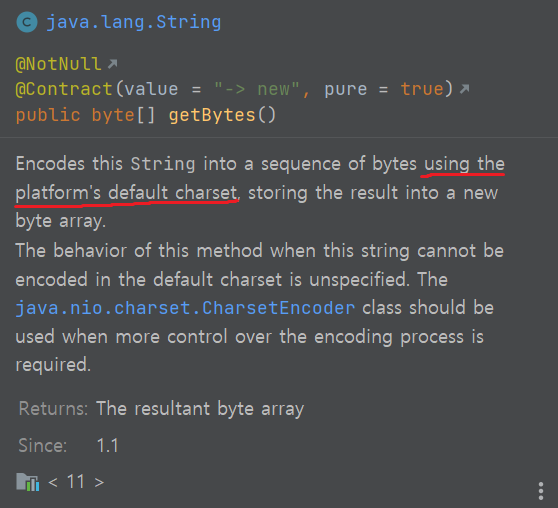 java.lang.String
@NotNull
@Contract(value = "-> new", pure = true)
public byte[] getBytes()
Encodes this String into a sequence of bytes using the
platform's default charset, storing the result into a new
byte array.
The behavior of this method when this string cannot be
encoded in the default charset is unspecified. The
java.nio.charset.CharsetEncoder class should be
used when more control over the encoding process is
required.
Returns: The resultant byte array
Since: 1.1
< 11 >